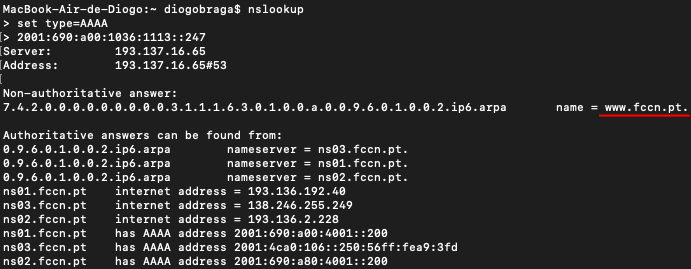 MacBook-Air-de-Diogo:~ diogobraga$ nslookup
> set type=AAAA
[> 2001:690:a00:1036:1113::247
Server: 193.137.16.65
[Address: 193.137.16.65#53
[
Non-authoritative answer:
7.4.2.0.0.0.0.0.0.0.0.0.3.1.1.1.6.3.0.1.0.0.a.0.0.9.6.0.1.0.0.2.ip6.arpa name = www.fccn.pt.
Authoritative answers can be found from:
0.9.6.0.1.0.0.2.ip6.arpa nameserver = ns03.fccn.pt.
0.9.6.0.1.0.0.2.ip6.arpa nameserver = ns01.fccn.pt.
0.9.6.0.1.0.0.2.ip6.arpa nameserver = ns02.fccn.pt.
ns01.fccn.pt internet address = 193.136.192.40
ns03.fccn.pt internet address = 138.246.255.249
ns02.fccn.pt internet address = 193.136.2.228
ns01.fccn.pt has AAAA address 2001:690:a00:4001::200
ns03.fccn.pt has AAAA address 2001:4ca0:106::250:56ff:fea9:3fd
ns02.fccn.pt has AAAA address 2001:690:a80:4001::200